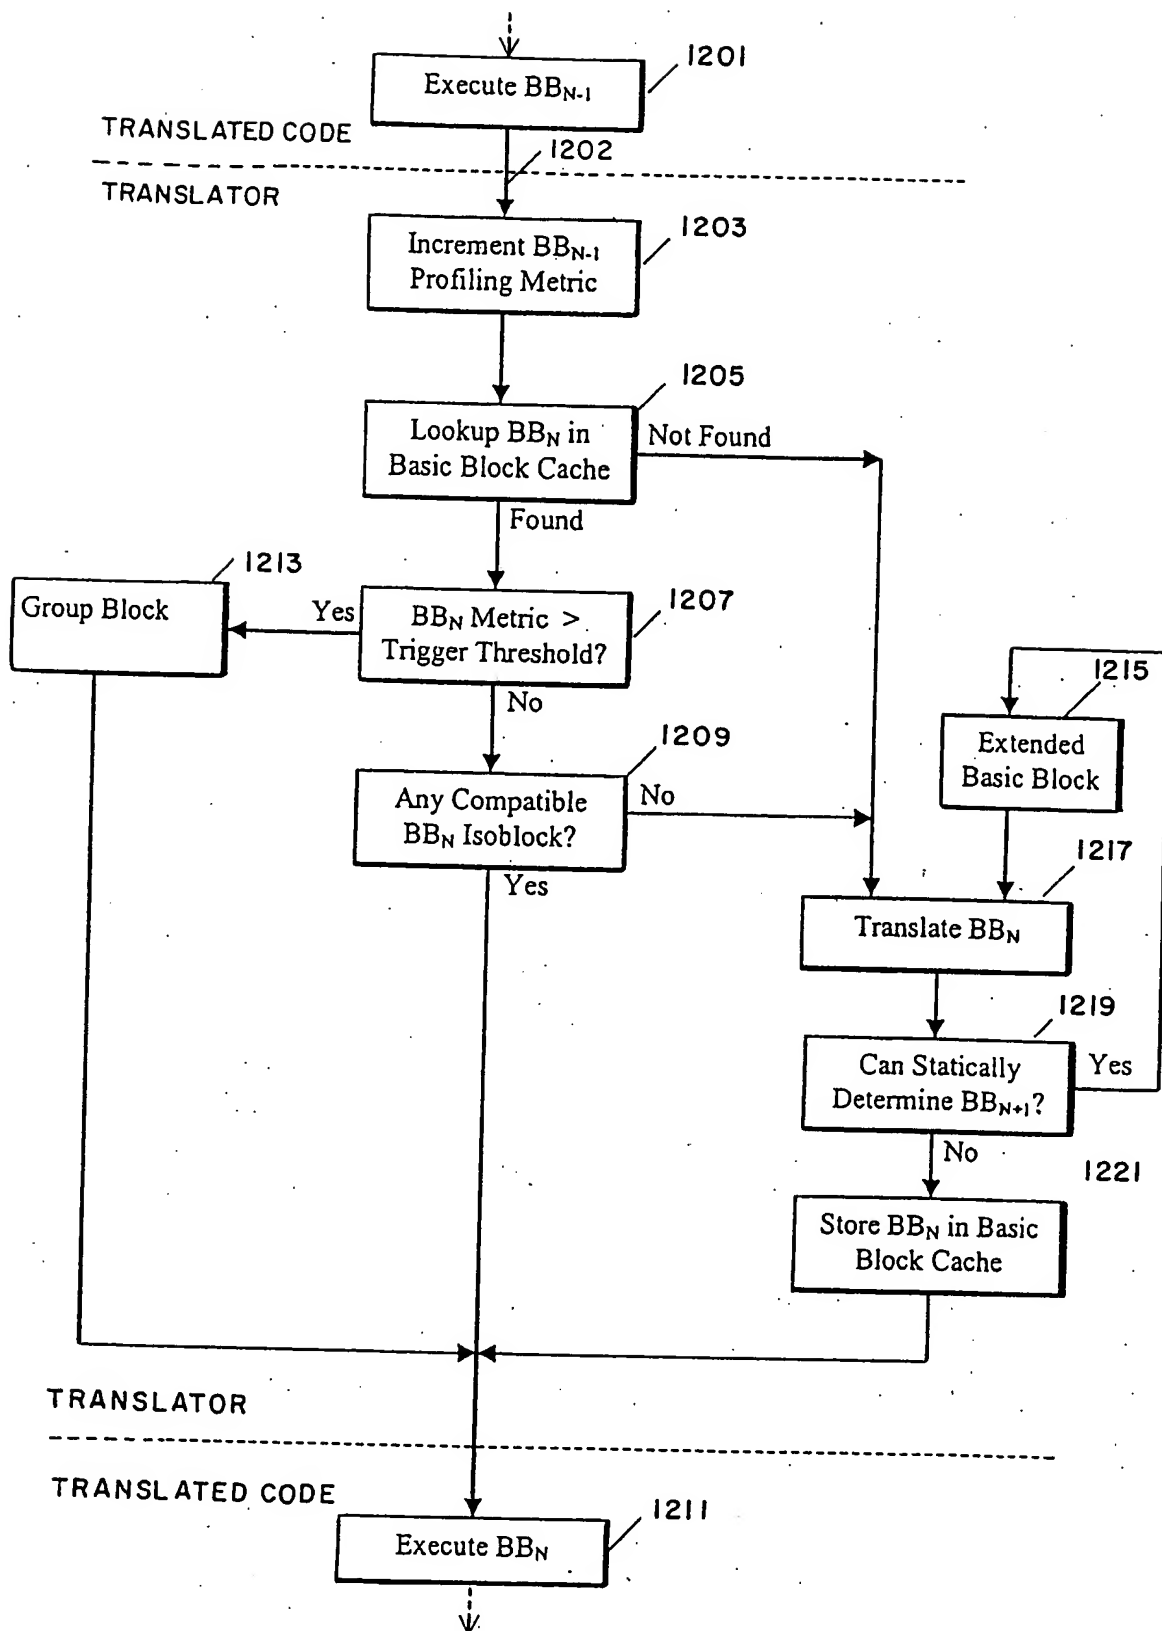 1201
Execute BBN-1
TRANSLATED CODE
1202
TRANSLATOR
1203
Increment BBN-1
Profiling Metric
1205
Lookup BBN in
Basic Block Cache
Not Found
Found
1213
Group Block
Yes
1207
BBN Metric >
Trigger Threshold?
No
1215
Extended
Basic Block
1209
Any Compatible
BBN Isoblock?
No
Yes
1217
Translate BBN
1219
Can Statically
Determine BBN+1?
Yes
No
1221
Store BBN in Basic
Block Cache
TRANSLATOR
TRANSLATED CODE
1211
Execute BBN